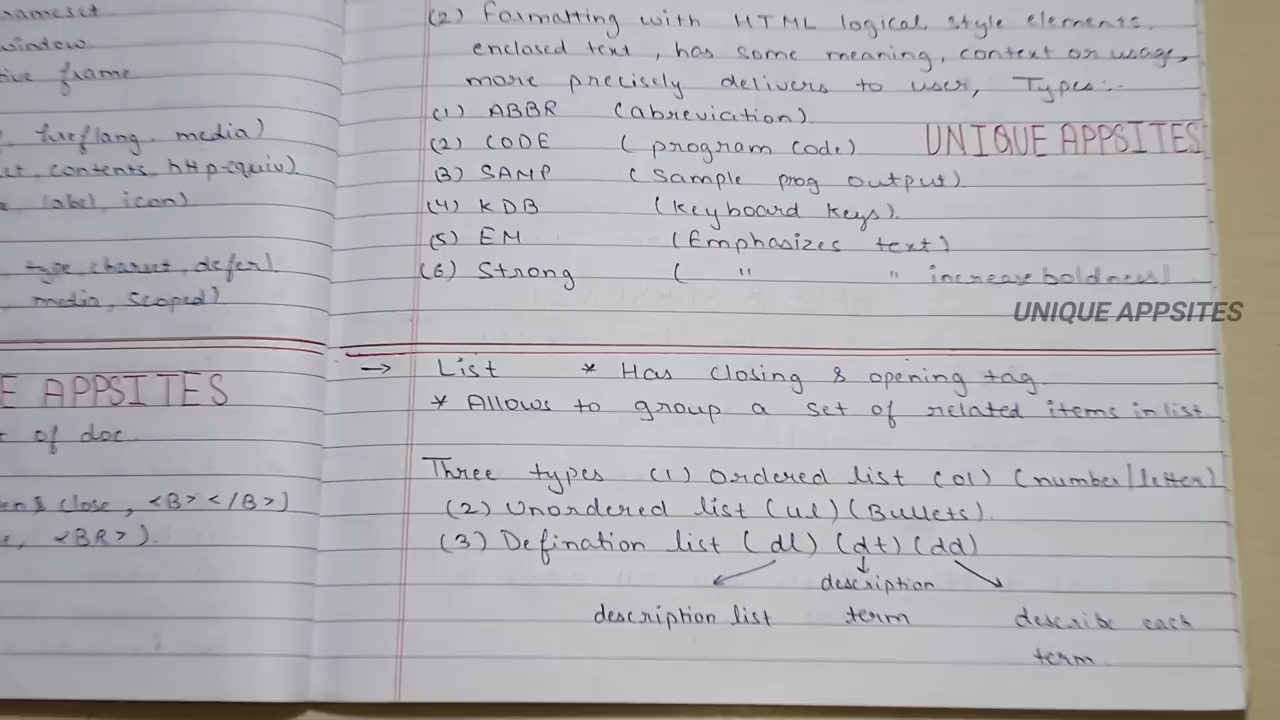 rameset
window
ive frame
hreflang, media)
ct, contents, http-equiv)
label, icon)
type charset, defer)
media, scoped)
E APPSITES
of doc
en & close, <B> </B>)
<BR>).
(2) Formatting with HTML logical style elements.
enclosed text, has some meaning, context or usage,
more precisely delivers to user, Types:-
(1) ABBR (abreviation).
(2) CODE ( program code)
UNIQUE APPSITES
(3) SAMP (Sample prog output)
(4) KDB (Keyboard keys).
(5) EM (Emphasizes text)
(6) Strong ( " " increase boldness)
UNIQUE APPSITES
→ List * Has closing & opening tag
* Allows to group a set of related items in list
Three types (1) Ordered list (ol) (number/letter)
(2) Unordered list (ul) (Bullets).
(3) Defination list (dl) (dt) (dd)
description list
description
term
describe each
term